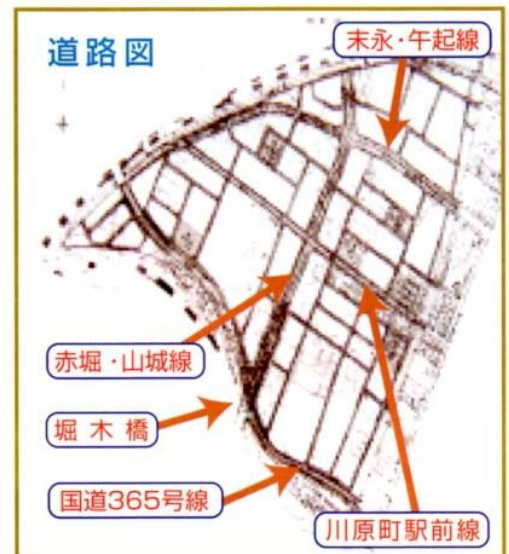 道路図
末永・午起線
赤堀・山城線
堀木橋
国道365号線
川原町駅前線